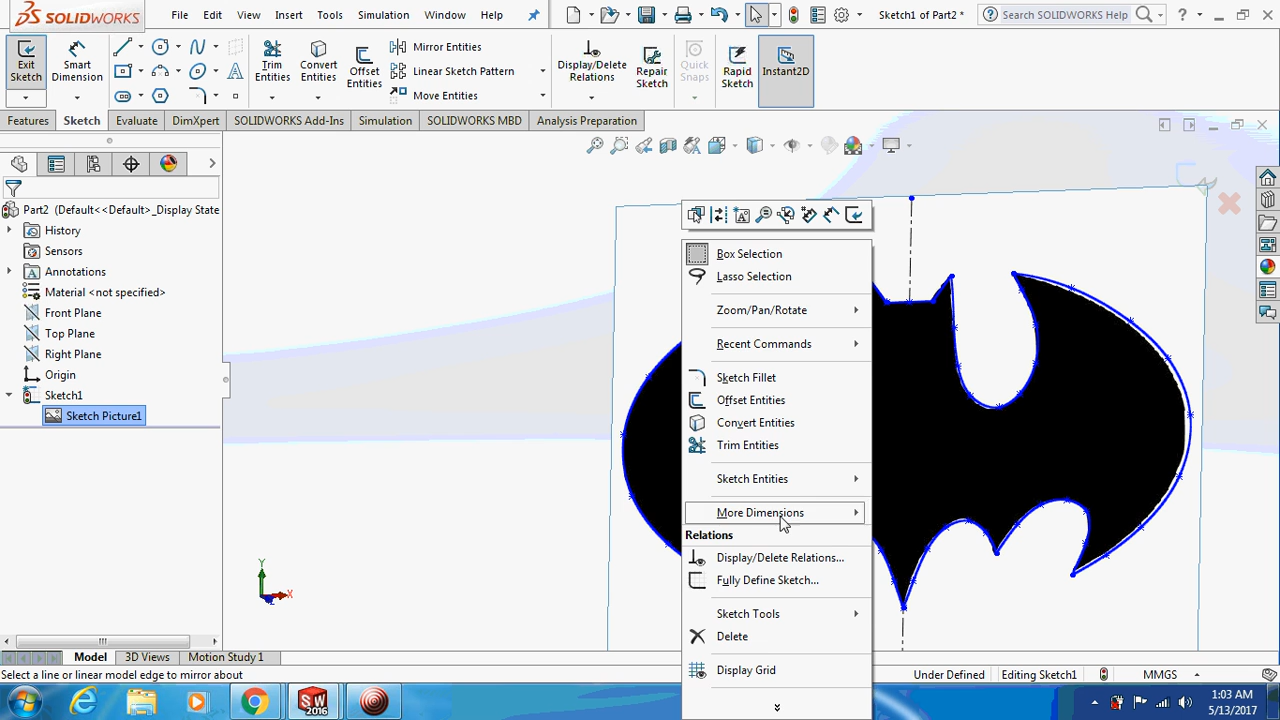 SOLIDWORKS File Edit View Insert Tools Simulation Window Help Sketch1 of Part2 * Search SOLIDWORKS Help ?
Exit Sketch Smart Dimension Trim Entities Convert Entities Offset Entities Mirror Entities Linear Sketch Pattern Move Entities Display/Delete Relations Repair Sketch Quick Snaps Rapid Sketch Instant2D
Features Sketch Evaluate DimXpert SOLIDWORKS Add-Ins Simulation SOLIDWORKS MBD Analysis Preparation
Part2 (Default<<Default>_Display State
History
Sensors
Annotations
Material <not specified>
Front Plane
Top Plane
Right Plane
Origin
Sketch1
Sketch Picture1
Box Selection
Lasso Selection
Zoom/Pan/Rotate
Recent Commands
Sketch Fillet
Offset Entities
Convert Entities
Trim Entities
Sketch Entities
More Dimensions
Relations
Display/Delete Relations...
Fully Define Sketch...
Sketch Tools
Delete
Display Grid
Y
X
Model 3D Views Motion Study 1
Select a line or linear model edge to mirror about Under Defined Editing Sketch1 MMGS
SW 2016
1:03 AM
5/13/2017